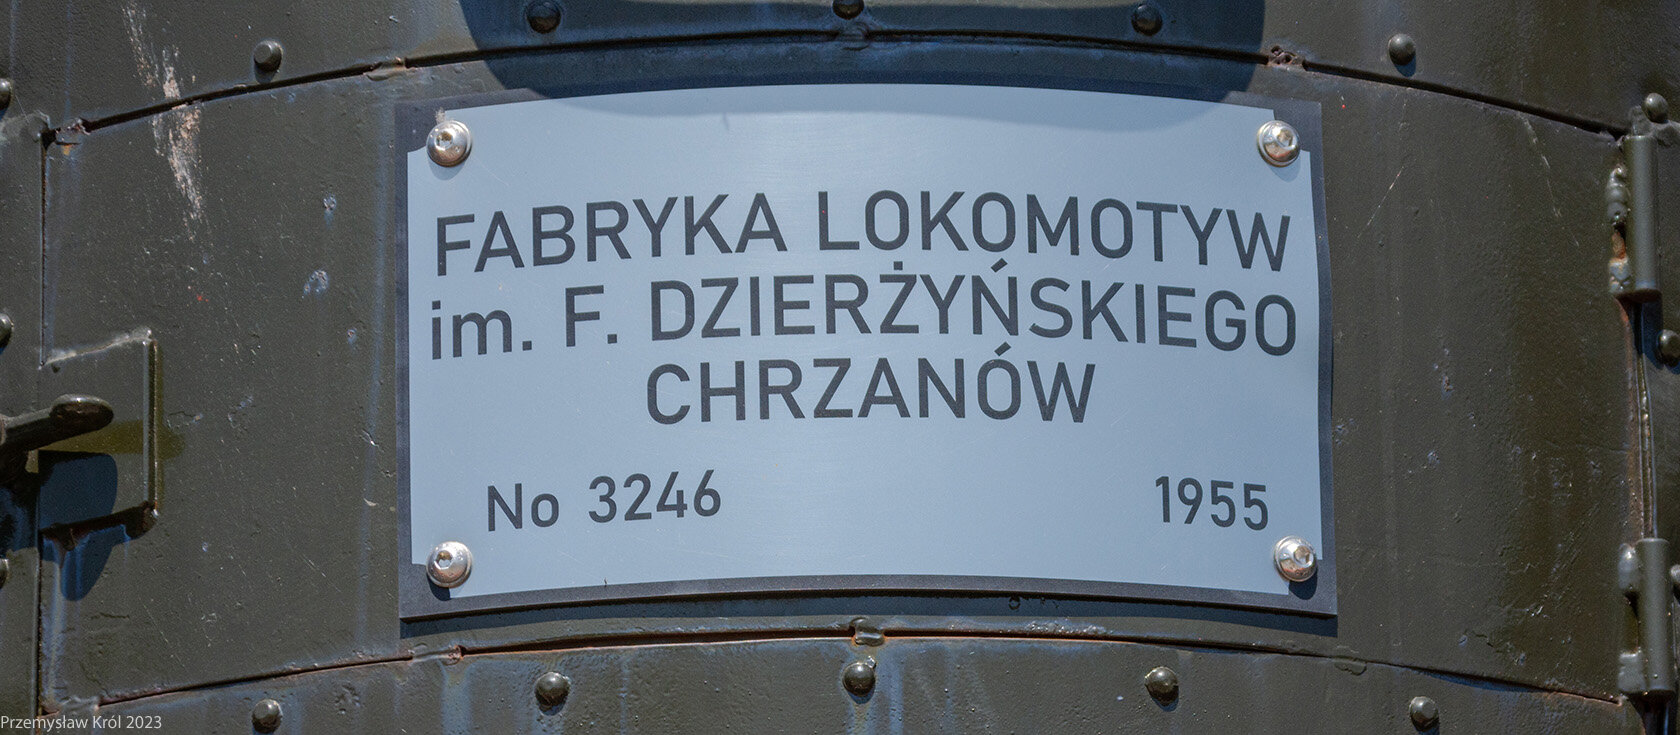 FABRYKA LOKOMOTYW
im. F. DZIERŻYŃSKIEGO
CHRZANÓW
No 3246 1955
Przemysław Król 2023